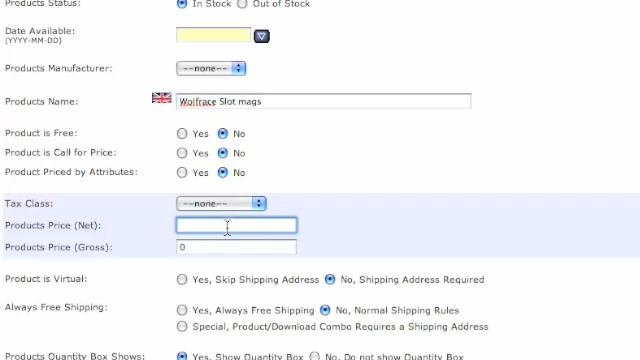 Products Status: In Stock Out of Stock
Date Available:
(YYYY-MM-DD)
Products Manufacturer: --none--
Products Name: Wolfrace Slot mags
Product is Free: Yes No
Product is Call for Price: Yes No
Product Priced by Attributes: Yes No
Tax Class: --none--
Products Price (Net):
Products Price (Gross): 0
Product is Virtual: Yes, Skip Shipping Address No, Shipping Address Required
Always Free Shipping: Yes, Always Free Shipping No, Normal Shipping Rules
Special, Product/Download Combo Requires a Shipping Address
Products Quantity Box Shows: Yes, Show Quantity Box No, Do not show Quantity Box